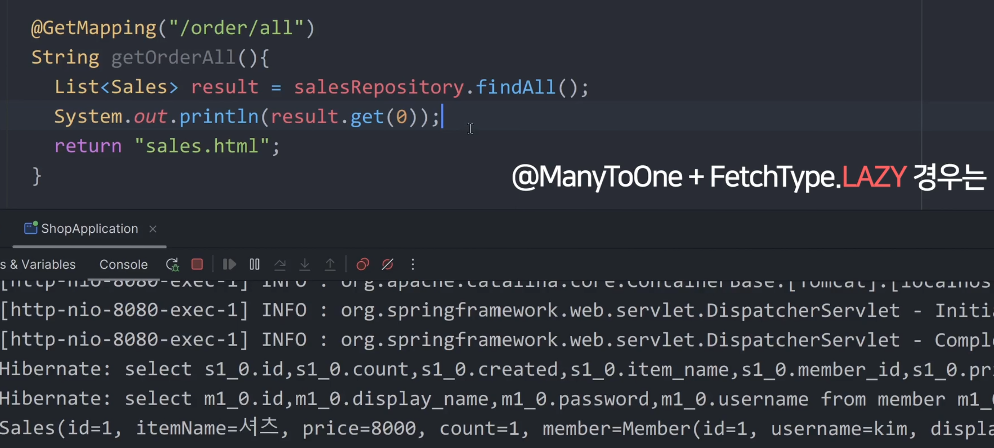 @GetMapping("/order/all")
String getOrderAll(){
List<Sales> result = salesRepository.findAll();
System.out.println(result.get(0));
return "sales.html";
}
@ManyToOne + FetchType.LAZY 경우는
ShopApplication ×
s & Variables Console
[http-nio-8080-exec-1] INFO : org.apache.catalina.core.ContainerBase.[Tomcat].[localhos
[http-nio-8080-exec-1] INFO : org.springframework.web.servlet.DispatcherServlet - Initia
[http-nio-8080-exec-1] INFO : org.springframework.web.servlet.DispatcherServlet - Comple
Hibernate: select s1_0.id,s1_0.count,s1_0.created,s1_0.item_name,s1_0.member_id,s1_0.pri
Hibernate: select m1_0.id,m1_0.display_name,m1_0.password,m1_0.username from member m1_0
Sales(id=1, itemName=셔츠, price=8000, count=1, member=Member(id=1, username=kim, displa